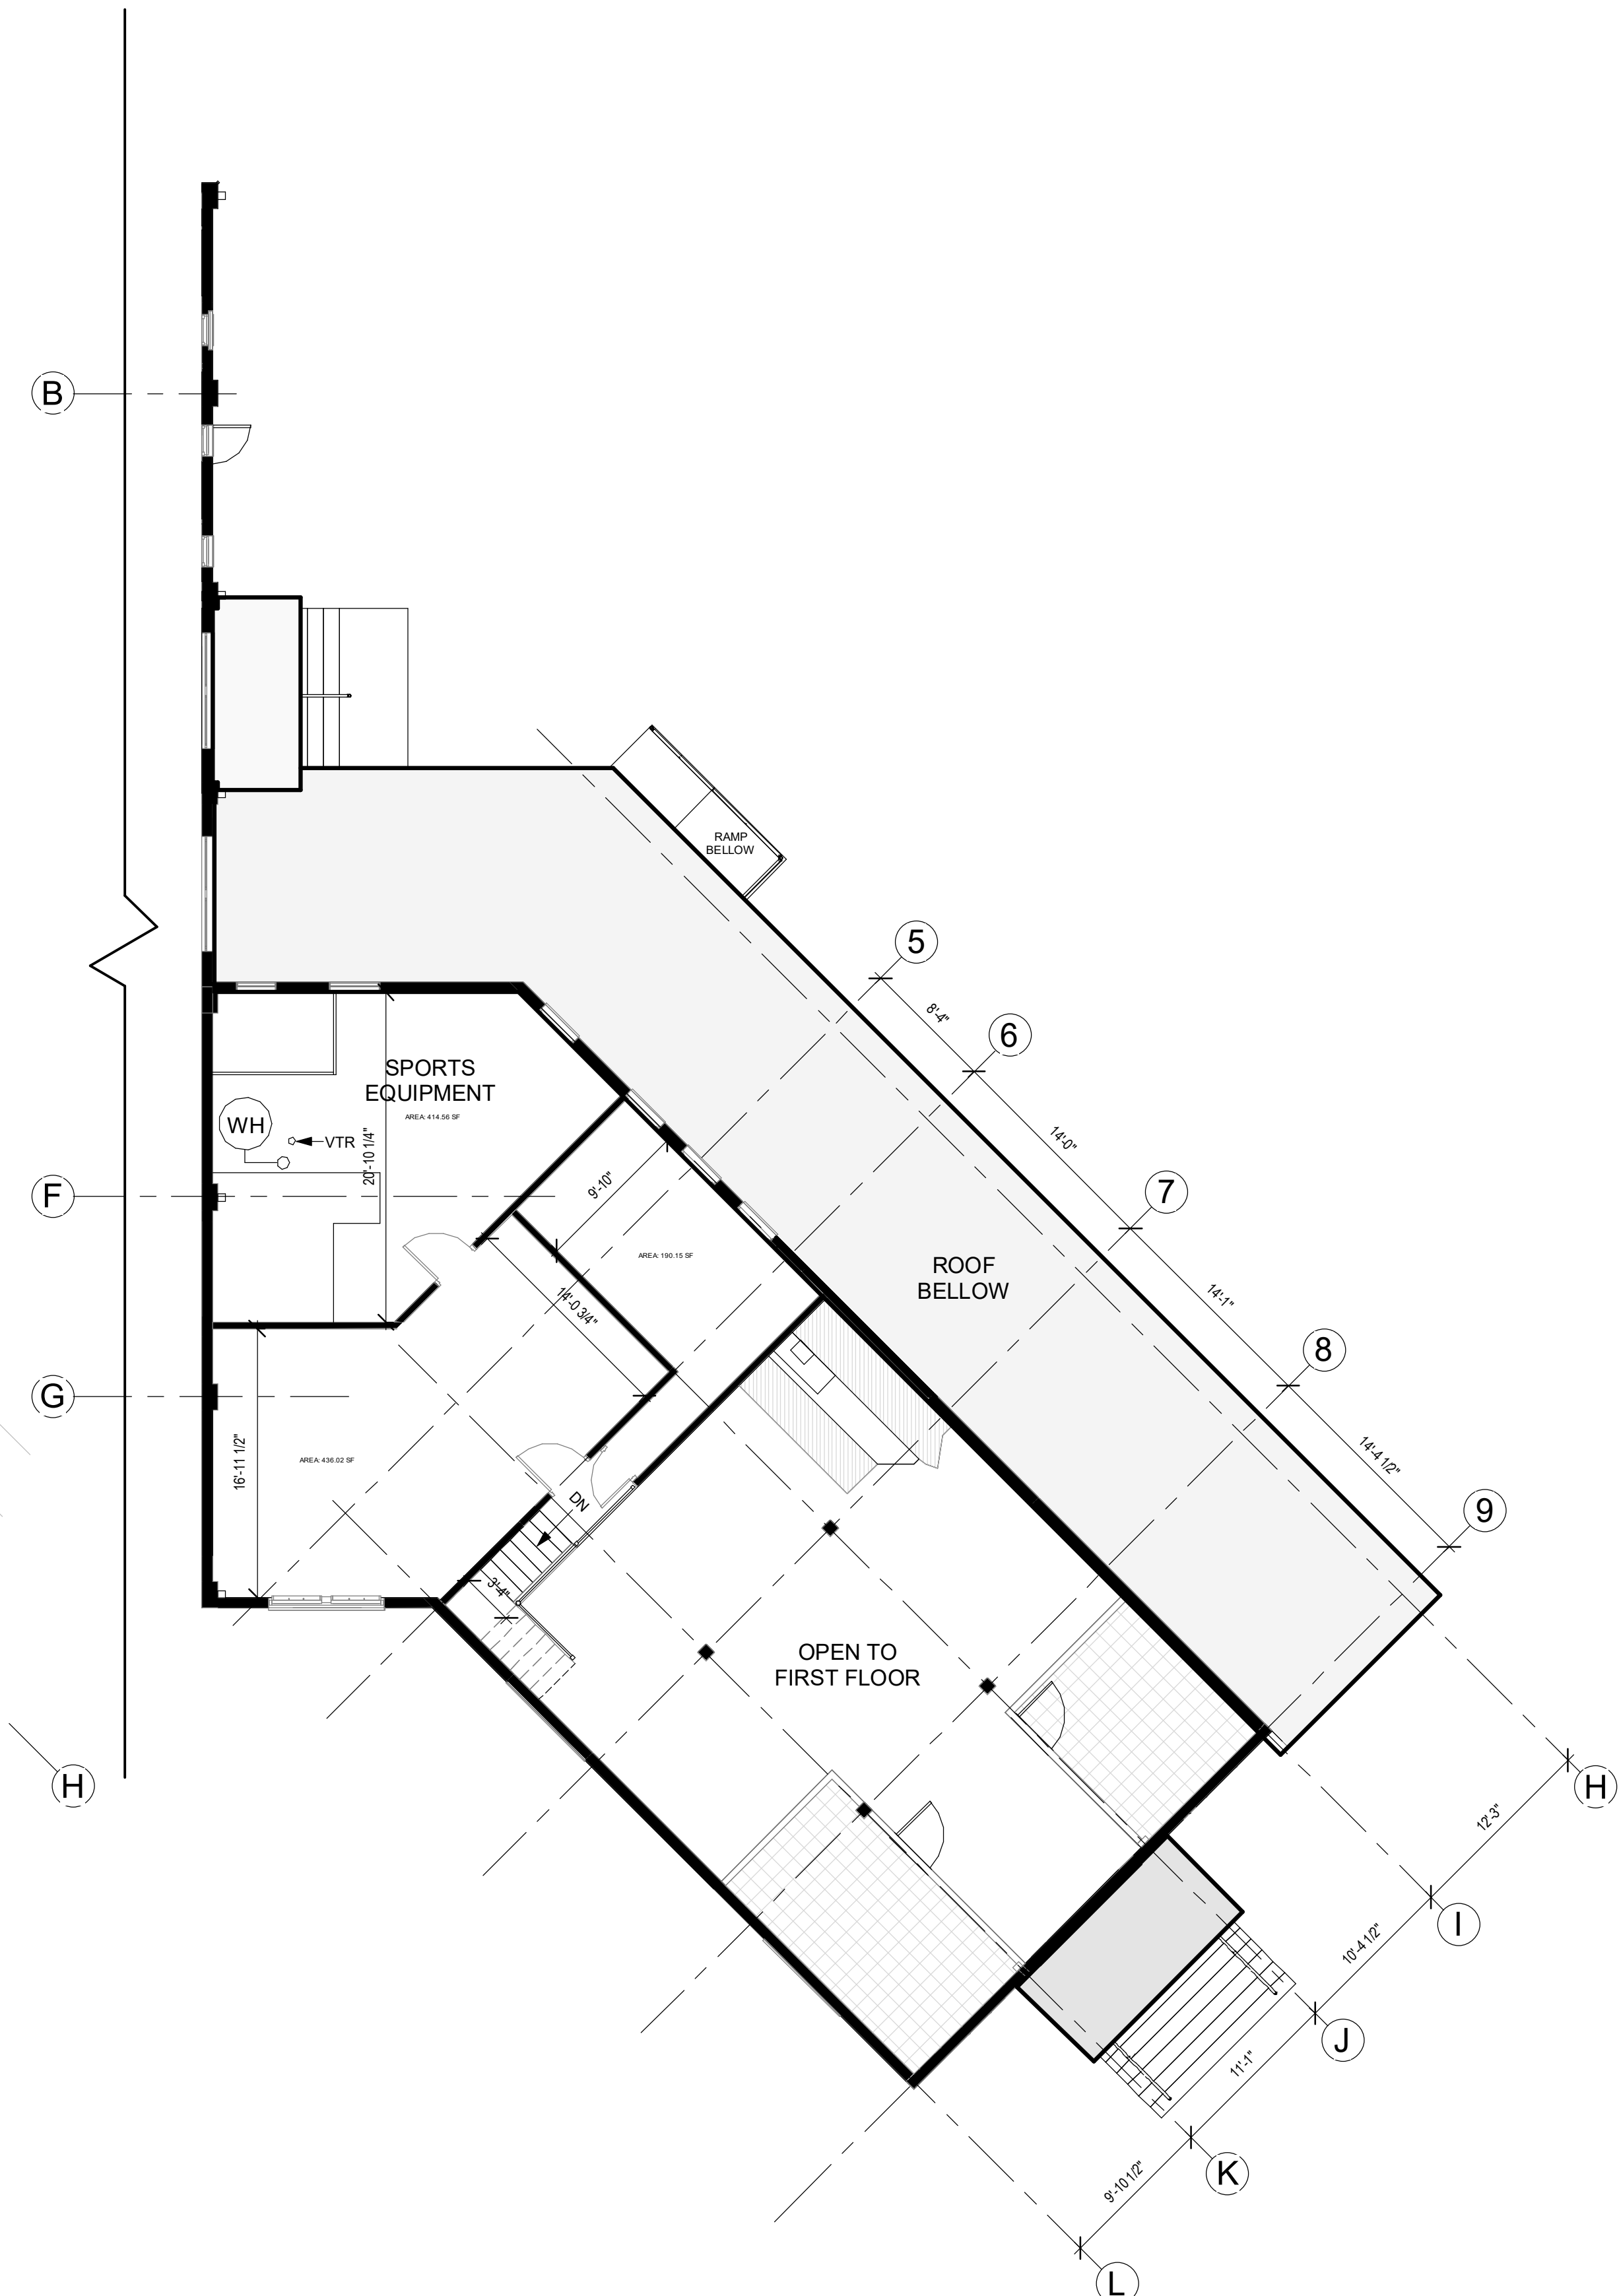 B
RAMP
BELLOW
5
8'-4"
6
SPORTS
EQUIPMENT
AREA: 414.56 SF
WH
VTR
20'-10 1/4"
14'-0"
F
9'-10"
7
AREA: 190.15 SF
ROOF
BELLOW
14'-0 3/4"
14'-1"
8
G
16'-11 1/2"
AREA: 436.02 SF
14'-4 1/2"
DN
9
3'-4"
OPEN TO
FIRST FLOOR
H
H
12'-3"
I
10'-4 1/2"
J
11'-1"
K
9'-10 1/2"
L